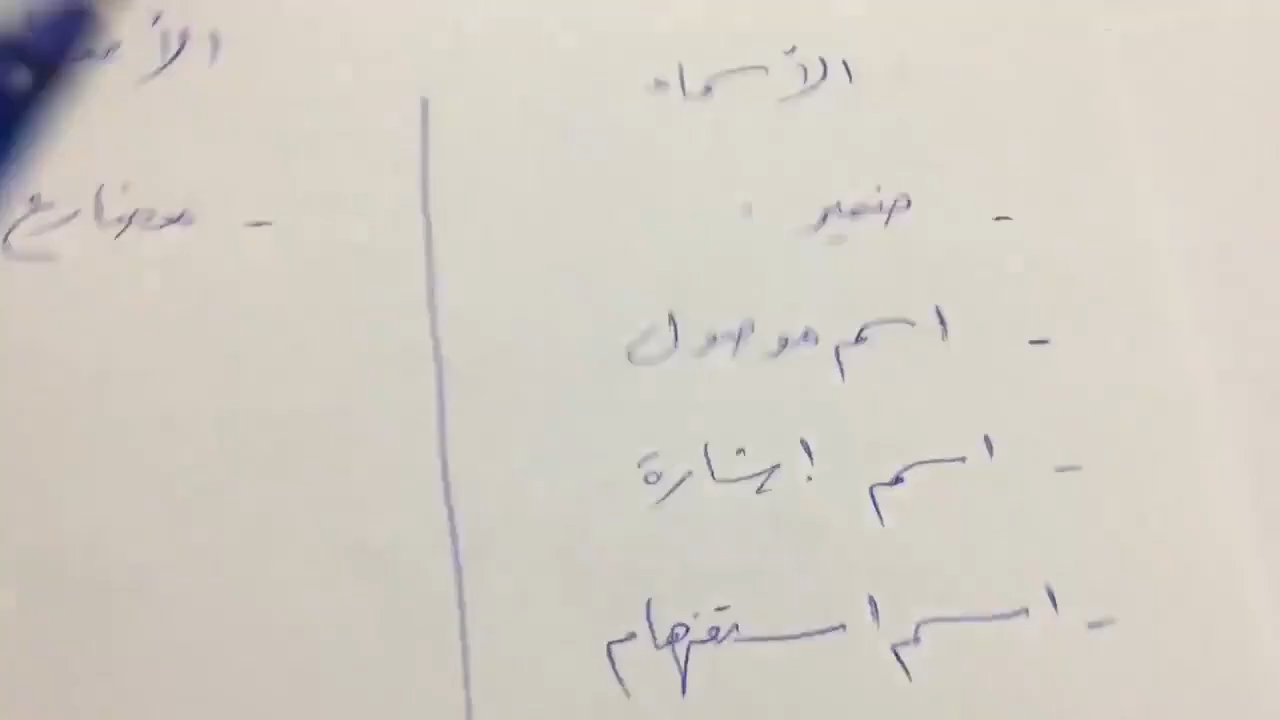 الأسماء
- ضمير
- اسم موصول
- اسم إشارة
- اسم استفهام
- مضارع